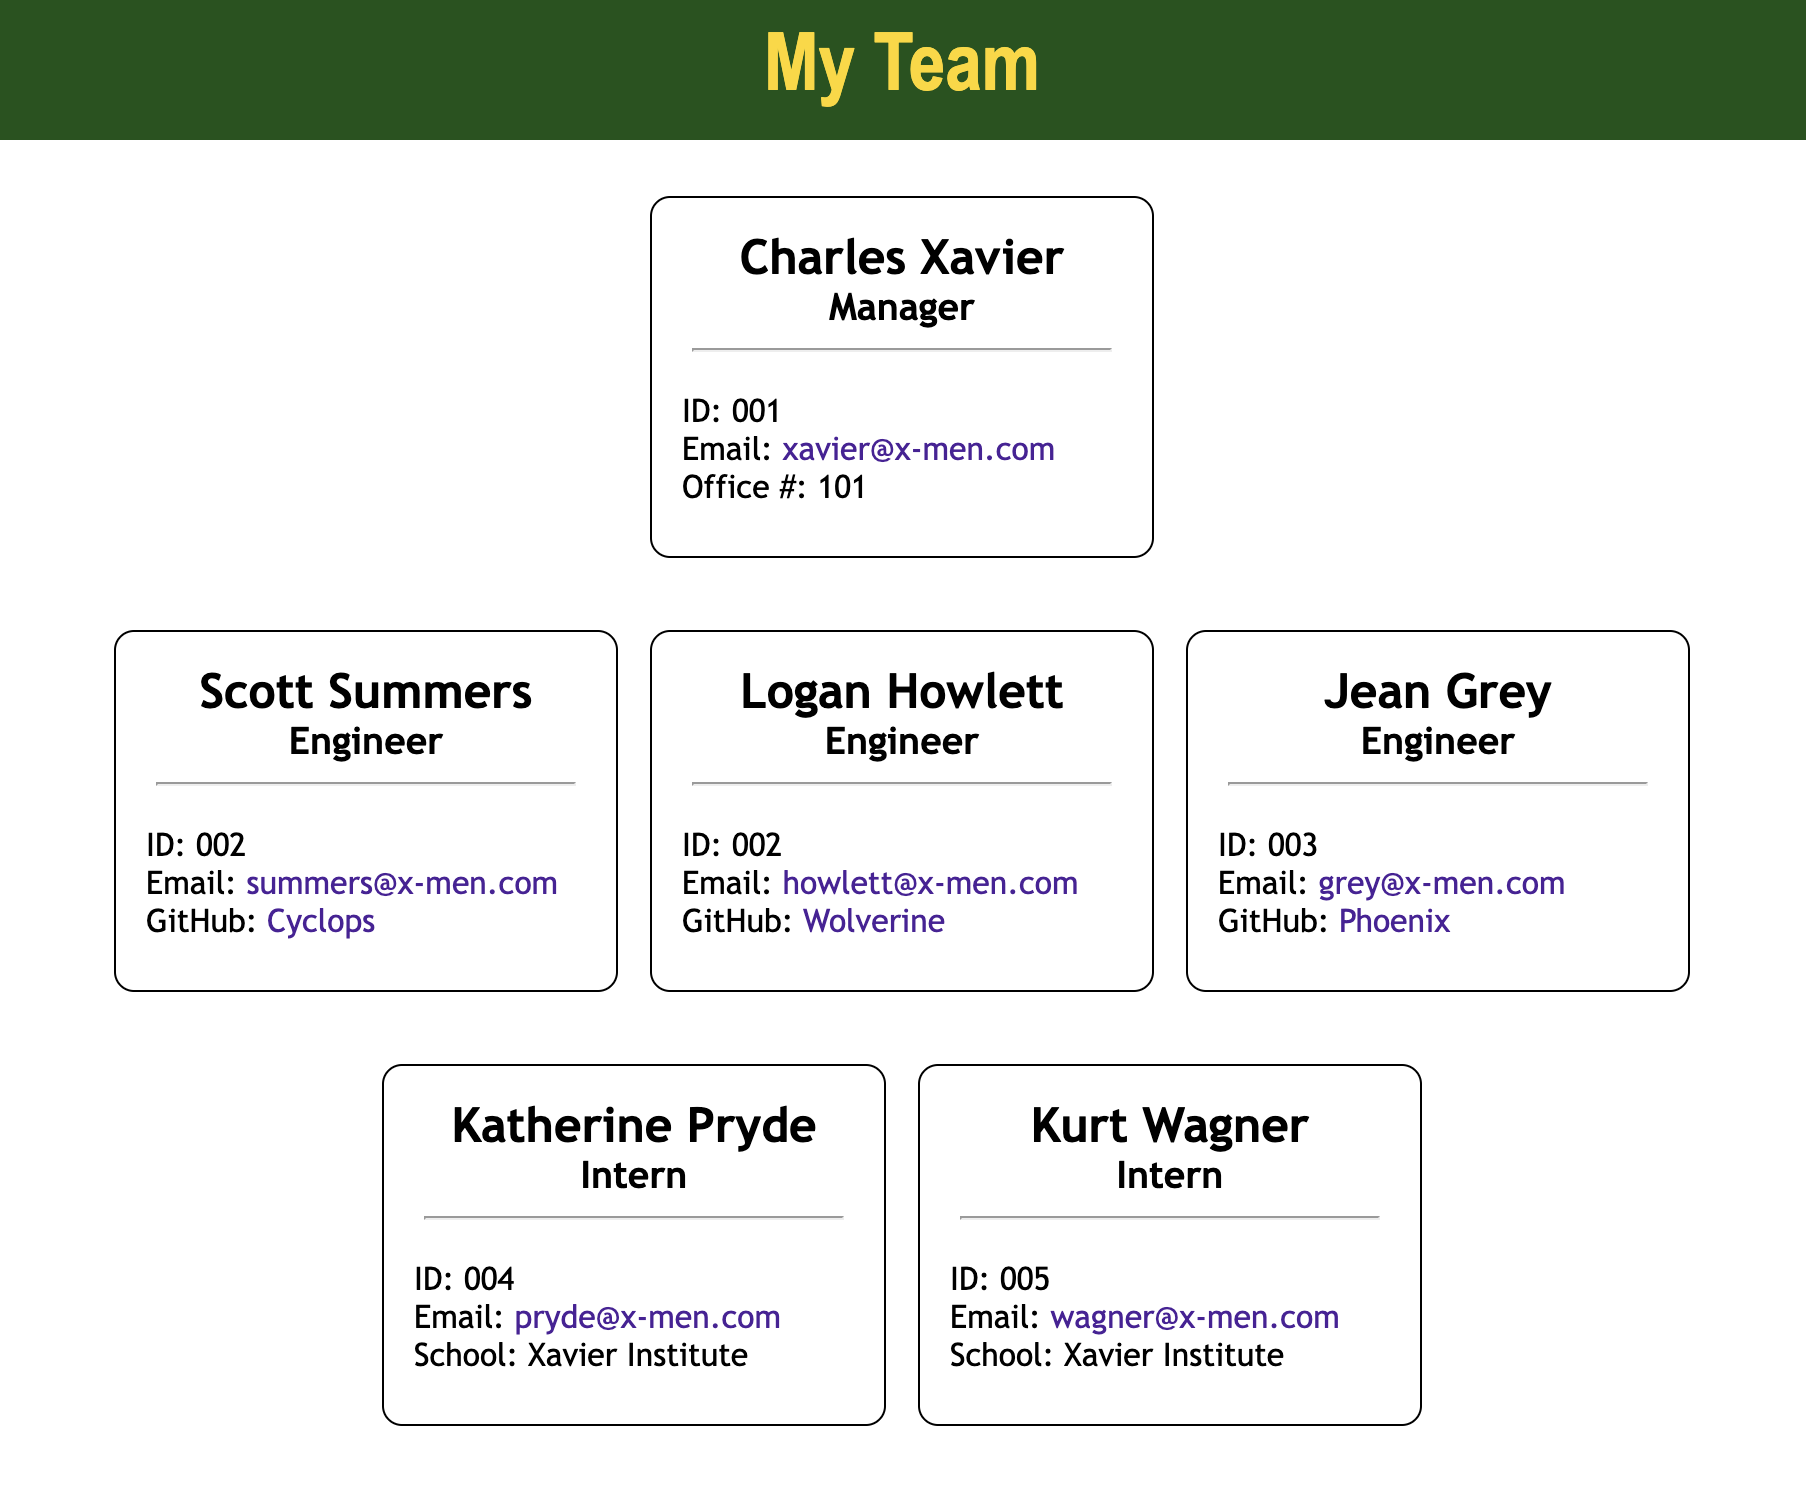 My Team
Charles Xavier
Manager
ID: 001
Email: xavier@x-men.com
Office #: 101
Scott Summers
Engineer
ID: 002
Email: summers@x-men.com
GitHub: Cyclops
Logan Howlett
Engineer
ID: 002
Email: howlett@x-men.com
GitHub: Wolverine
Jean Grey
Engineer
ID: 003
Email: grey@x-men.com
GitHub: Phoenix
Katherine Pryde
Intern
ID: 004
Email: pryde@x-men.com
School: Xavier Institute
Kurt Wagner
Intern
ID: 005
Email: wagner@x-men.com
School: Xavier Institute